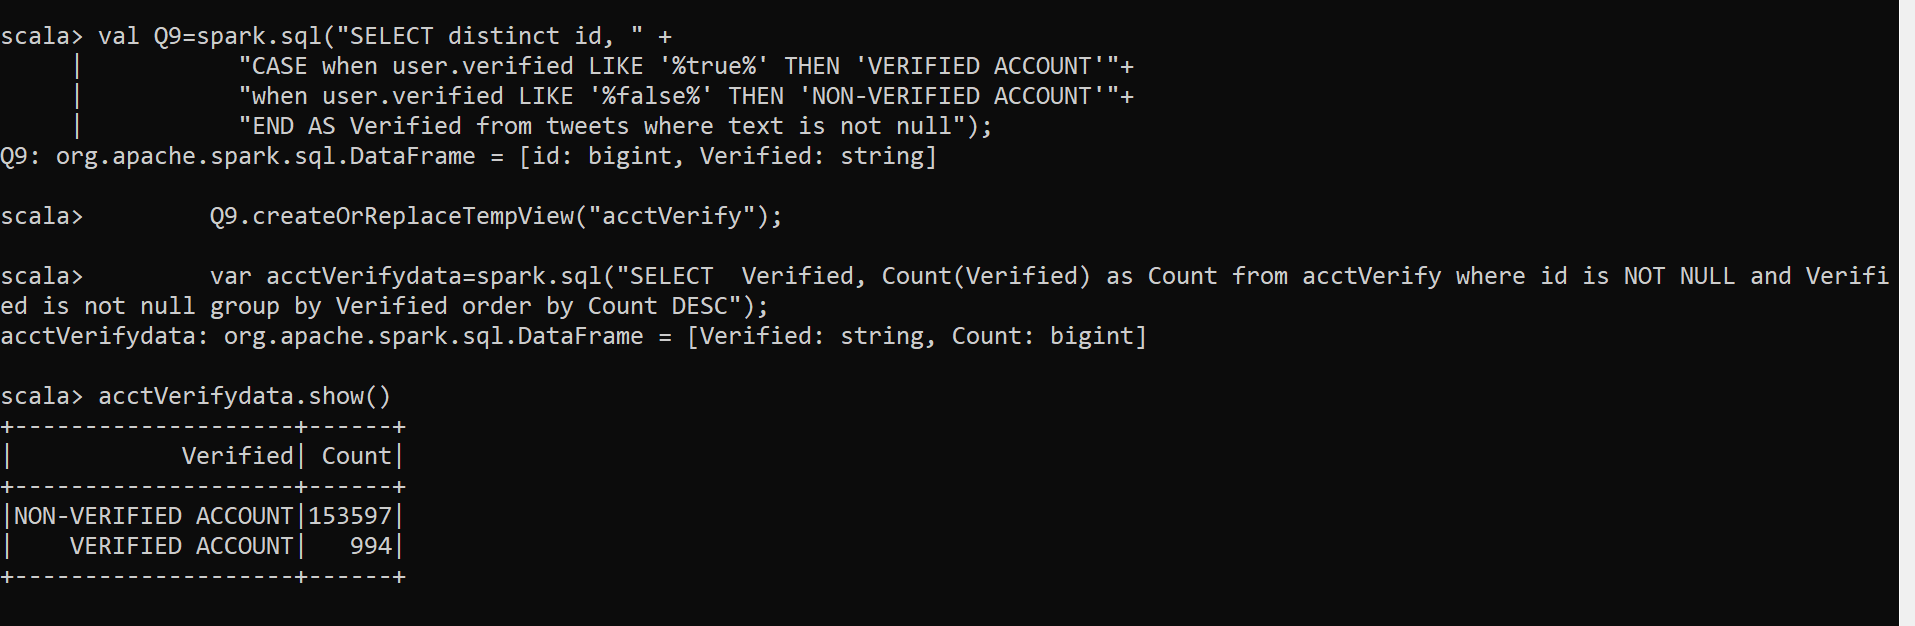 scala> val Q9=spark.sql("SELECT distinct id, " +
     |           "CASE when user.verified LIKE '%true%' THEN 'VERIFIED ACCOUNT'"+
     |           "when user.verified LIKE '%false%' THEN 'NON-VERIFIED ACCOUNT'"+
     |           "END AS Verified from tweets where text is not null");
Q9: org.apache.spark.sql.DataFrame = [id: bigint, Verified: string]

scala>         Q9.createOrReplaceTempView("acctVerify");

scala>         var acctVerifydata=spark.sql("SELECT  Verified, Count(Verified) as Count from acctVerify where id is NOT NULL and Verifi
ed is not null group by Verified order by Count DESC");
acctVerifydata: org.apache.spark.sql.DataFrame = [Verified: string, Count: bigint]

scala> acctVerifydata.show()
+--------------------+------+
|            Verified| Count|
+--------------------+------+
|NON-VERIFIED ACCOUNT|153597|
|    VERIFIED ACCOUNT|   994|
+--------------------+------+